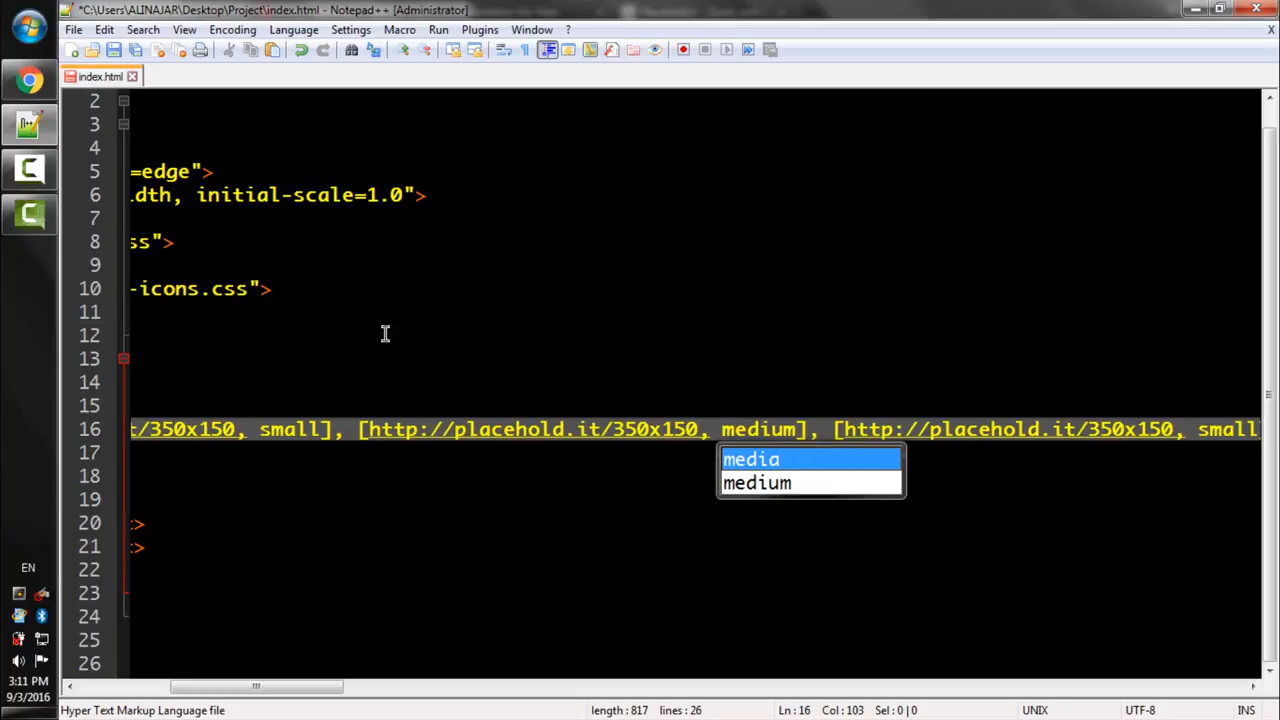 *C:\Users\ALINAJAR\Desktop\Project\index.html - Notepad++ [Administrator]
File Edit Search View Encoding Language Settings Macro Run Plugins Window ? X
index.html
2
3
4
5 =edge">
6 idth, initial-scale=1.0">
7
8 ss">
9
10 -icons.css">
11
12
13
14
15
16 t/350x150, small], [http://placehold.it/350x150, medium], [http://placehold.it/350x150, small]
17 media
18 medium
19
20 t>
21 t>
22
23
24
25
26
EN
3:11 PM
9/3/2016
Hyper Text Markup Language file length : 817 lines : 26 Ln : 16 Col : 103 Sel : 0 | 0 UNIX UTF-8 INS